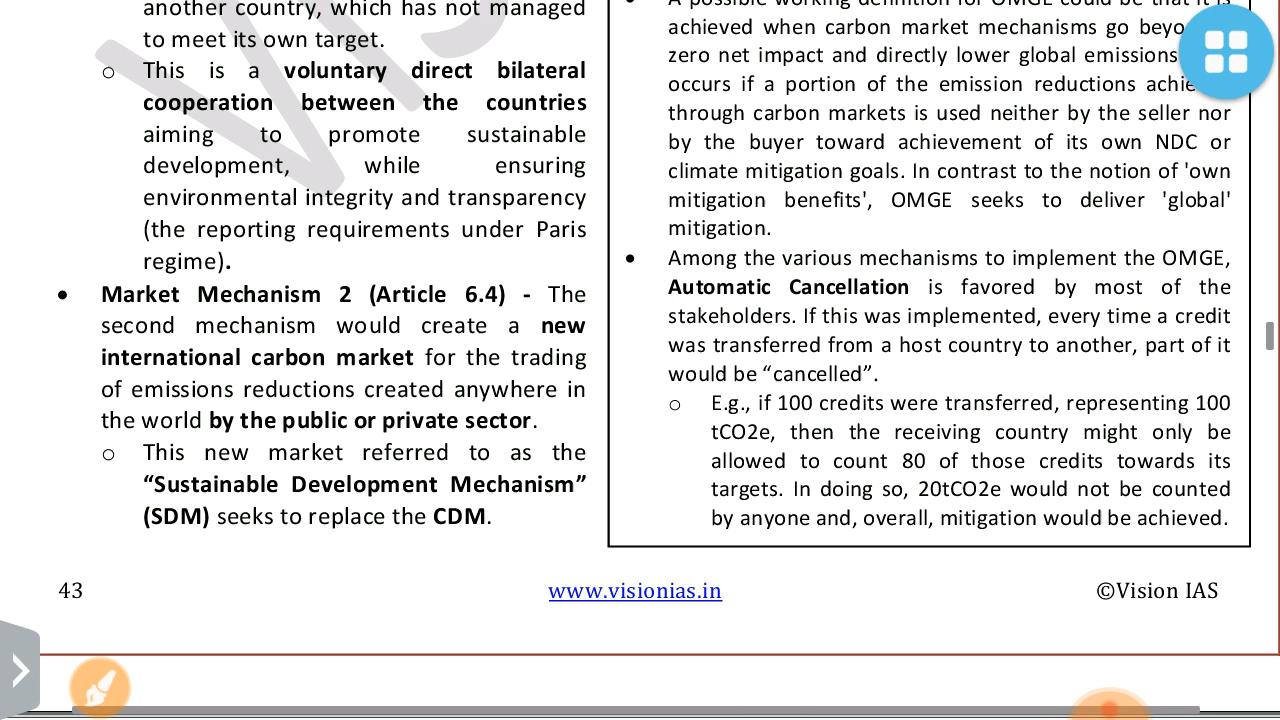 another country, which has not managed
to meet its own target.
o This is a voluntary direct bilateral
cooperation between the countries
aiming to promote sustainable
development, while ensuring
environmental integrity and transparency
(the reporting requirements under Paris
regime).
• Market Mechanism 2 (Article 6.4) - The
second mechanism would create a new
international carbon market for the trading
of emissions reductions created anywhere in
the world by the public or private sector.
o This new market referred to as the
“Sustainable Development Mechanism”
(SDM) seeks to replace the CDM.
• A possible working definition for OMGE could be that it is
achieved when carbon market mechanisms go
zero net impact and directly lower global emissions
occurs if a portion of the emission reductions
through carbon markets is used neither by the seller nor
by the buyer toward achievement of its own NDC or
climate mitigation goals. In contrast to the notion of 'own
mitigation benefits', OMGE seeks to deliver 'global'
mitigation.
• Among the various mechanisms to implement the OMGE,
Automatic Cancellation is favored by most of the
stakeholders. If this was implemented, every time a credit
was transferred from a host country to another, part of it
would be “cancelled”.
o E.g., if 100 credits were transferred, representing 100
tCO2e, then the receiving country might only be
allowed to count 80 of those credits towards its
targets. In doing so, 20tCO2e would not be counted
by anyone and, overall, mitigation would be achieved.
43 www.visionias.in ©Vision IAS